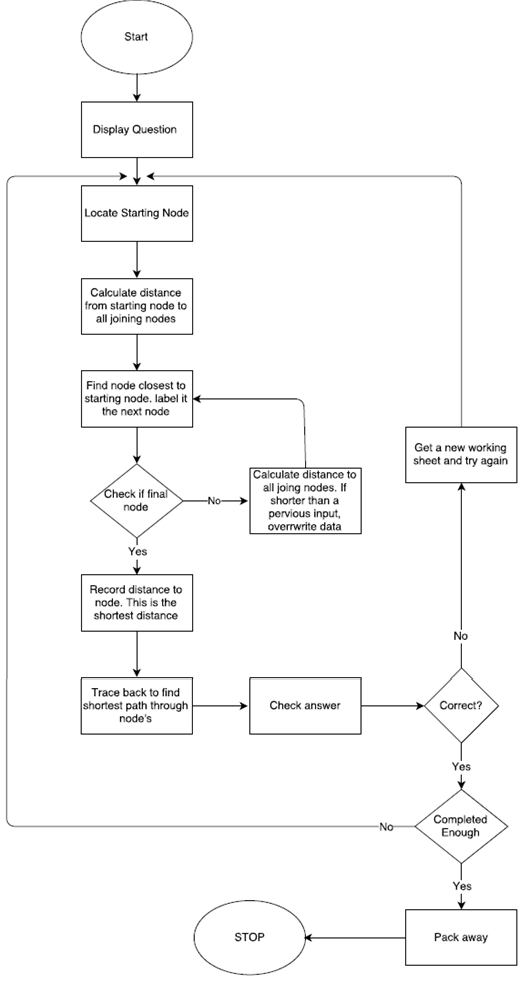 Start
Display Question
Locate Starting Node
Calculate distance
from starting node to
all joining nodes
Find node closest to
starting node. label it
the next node
Check if final
node
No
Calculate distance to
all joing nodes. If
shorter than a
pervious input,
overrwrite data
Yes
Record distance to
node. This is the
shortest distance
Trace back to find
shortest path through
node's
Check answer
Correct?
No
Get a new working
sheet and try again
Yes
Completed
Enough
No
Yes
Pack away
STOP